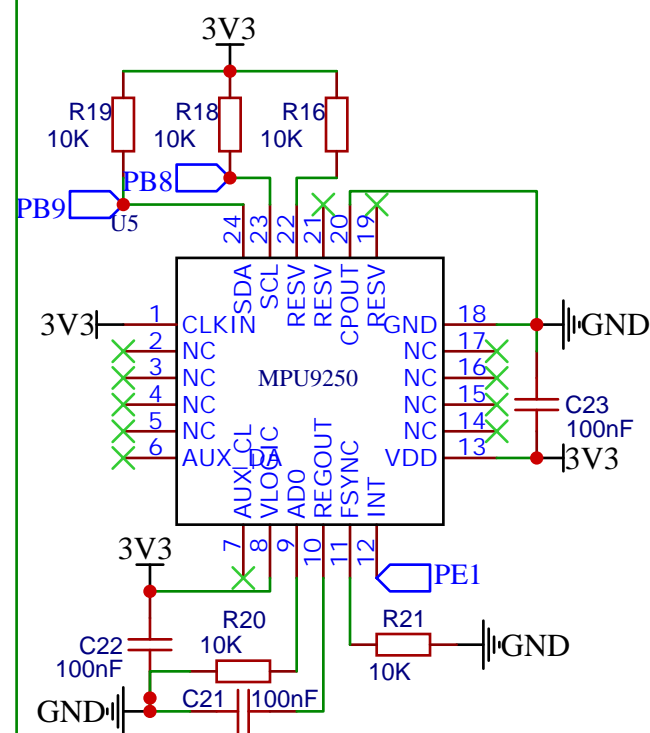 3V3
R19 R18 R16
10K 10K 10K
PB8
PB9
U5
24 23 22 21 20 19
SDA SCL RESV RESV CPOUT RESV
3V3 1 CLKIN GND 18 GND
2 NC NC 17
3 NC MPU9250 NC 16
4 NC NC 15 C23
5 NC NC 14 100nF
6 AUX_DA VDD 13 3V3
AUX_CL VLOGIC AD0 REGOUT FSYNC INT
7 8 9 10 11 12
3V3 PE1
R20 R21
C22 10K GND
100nF 10K
C21 100nF
GND